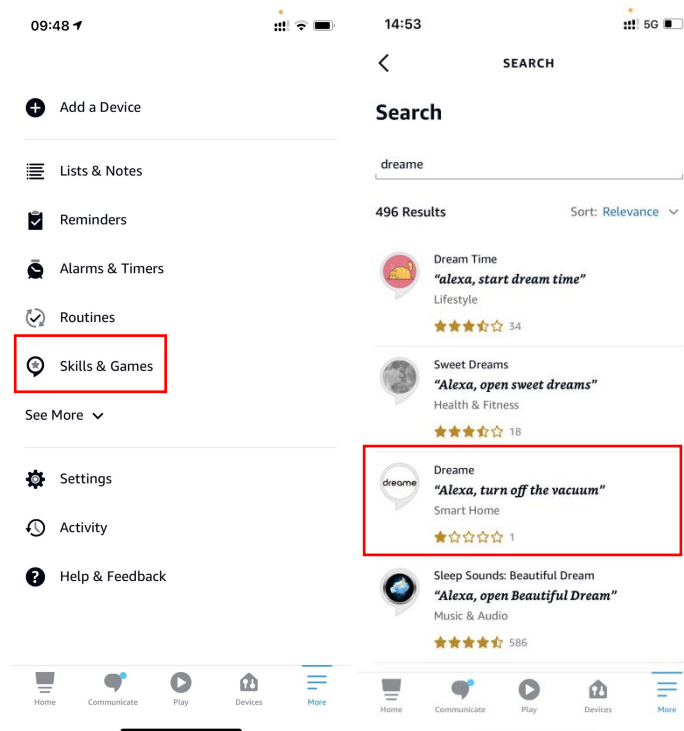 09:48
Add a Device
Lists & Notes
Reminders
Alarms & Timers
Routines
Skills & Games
See More
Settings
Activity
Help & Feedback
Home
Communicate
Play
Devices
More
14:53
5G
SEARCH
Search
dreame
496 Results
Sort: Relevance
Dream Time
“alexa, start dream time”
Lifestyle
34
Sweet Dreams
“Alexa, open sweet dreams”
Health & Fitness
18
dreame
Dreame
“Alexa, turn off the vacuum”
Smart Home
1
Sleep Sounds: Beautiful Dream
“Alexa, open Beautiful Dream”
Music & Audio
586
Home
Communicate
Play
Devices
More